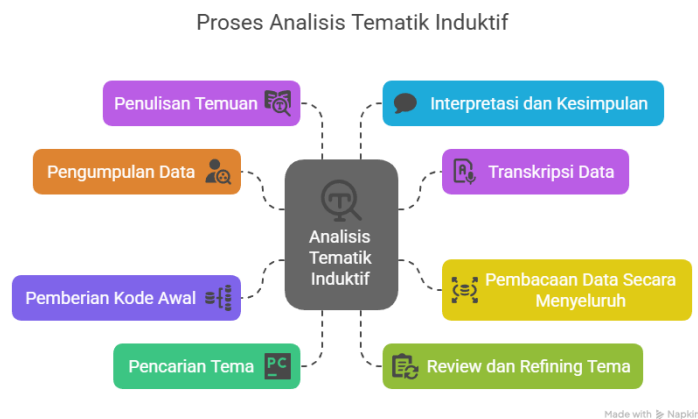 Proses Analisis Tematik Induktif
Penulisan Temuan
Interpretasi dan Kesimpulan
Pengumpulan Data
Transkripsi Data
Analisis
Tematik
Induktif
Pemberian Kode Awal
Pembacaan Data Secara
Menyeluruh
Pencarian Tema
PC
Review dan Refining Tema
Made with Napkin